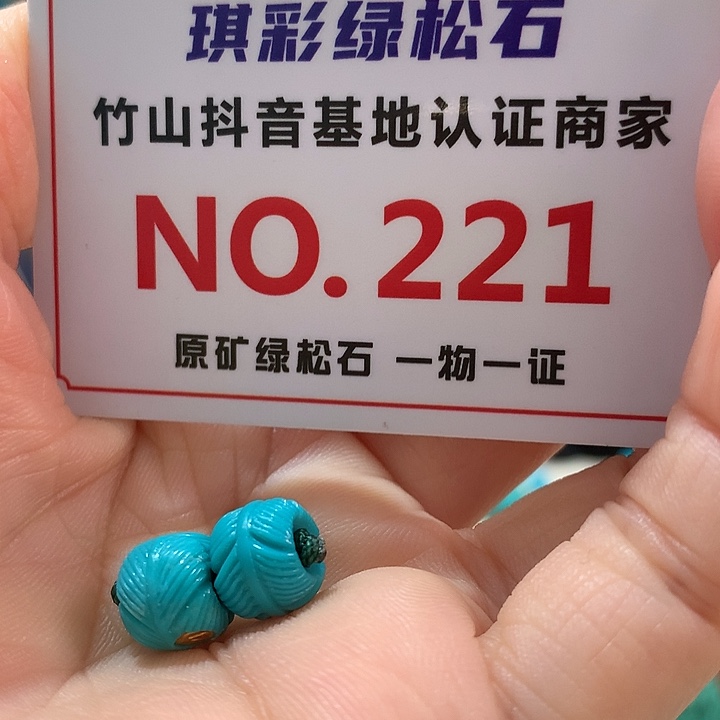 琪彩绿松石
竹山抖音基地认证商家
NO.221
原矿绿松石 一物一证